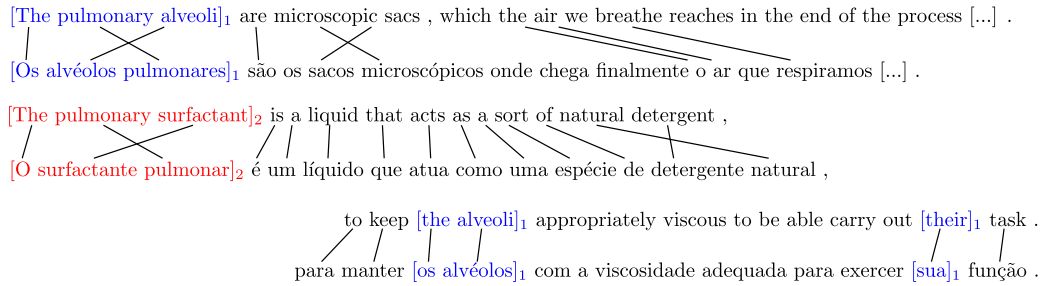 [The pulmonary alveoli]1 are microscopic sacs , which the air we breathe reaches in the end of the process [...] .
[Os alvéolos pulmonares]1 são os sacos microscópicos onde chega finalmente o ar que respiramos [...] .
[The pulmonary surfactant]2 is a liquid that acts as a sort of natural detergent ,
[O surfactante pulmonar]2 é um líquido que atua como uma espécie de detergente natural ,
to keep [the alveoli]1 appropriately viscous to be able carry out [their]1 task .
para manter [os alvéolos]1 com a viscosidade adequada para exercer [sua]1 função .